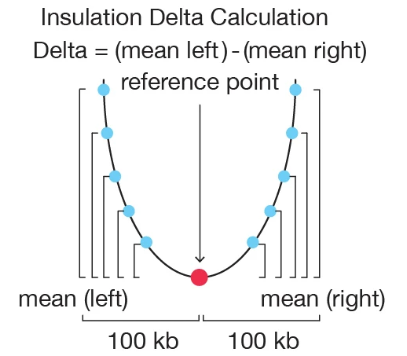 Insulation Delta Calculation
Delta = (mean left) - (mean right)
reference point
mean (left) mean (right)
100 kb 100 kb